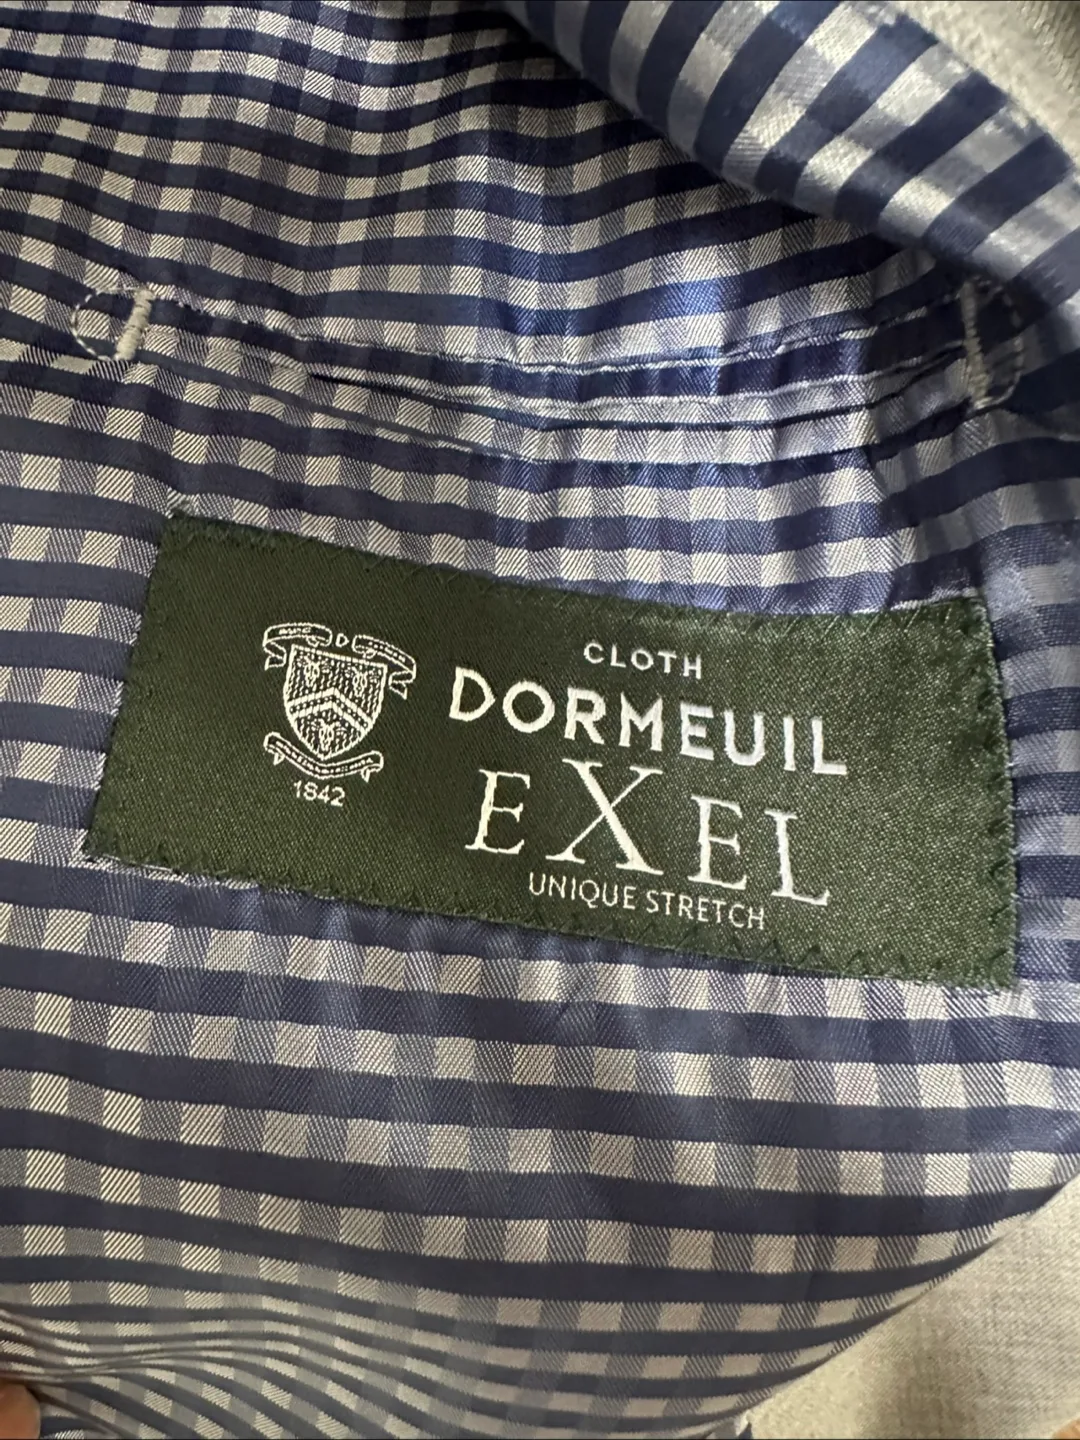 D
1842
CLOTH
DORMEUIL
EXEL
UNIQUE STRETCH